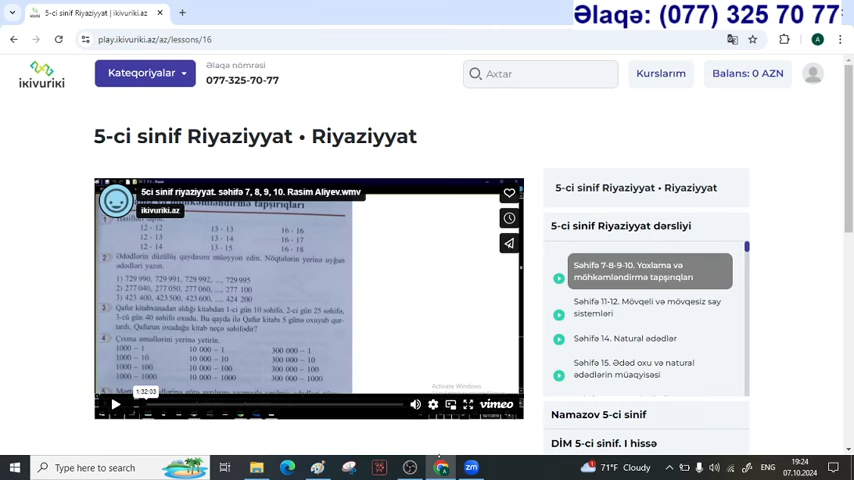 5-ci sinif Riyaziyyat | ikivuriki.az
Əlaqə: (077) 325 70 77
play.ikivuriki.az/az/lessons/16
A
iKiVURiKi
Kateqoriyalar
Əlaqə nömrəsi
077-325-70-77
Axtar
Kurslarım
Balans: 0 AZN
5-ci sinif Riyaziyyat • Riyaziyyat
5ci sinif riyaziyyat. səhifə 7, 8, 9, 10. Rasim Aliyev.wmv
ikivuriki.az
möhkəmləndirmə tapşırıqları
1
12 - 12 13 - 13 16 - 16
12 - 13 13 - 14 16 - 17
12 - 14 13 - 15 16 - 18
2 Ədədlərin düzülüş qaydasını müəyyən edin. Nöqtələrin yerinə uyğun
ədədləri yazın.
1) 729 990, 729 991, 729 992, ..., 729 995
2) 277 040, 277 050, 277 060, ..., 277 100
3) 423 400, 423 500, 423 600, ..., 424 200
3 Qafur kitabxanadan aldığı kitabdan 1-ci gün 10 səhifə, 2-ci gün 25 səhifə,
3-cü gün 40 səhifə oxudu. Bu qayda ilə Qafur kitabı 5 günə oxuyub qur-
tardı. Qafurun oxuduğu kitab neçə səhifədir?
4 Çıxma əməllərini yerinə yetirin.
1000 − 1 10 000 − 1 300 000 − 1
1000 − 10 10 000 − 10 300 000 − 10
1000 − 100 10 000 − 100 300 000 − 100
1000 − 1000 10 000 − 1000 300 000 − 1000
1:32:03
Activate Windows
vimeo
5-ci sinif Riyaziyyat • Riyaziyyat
5-ci sinif Riyaziyyat dərsliyi
Səhifə 7-8-9-10. Yoxlama və
möhkəmləndirmə tapşırıqları
Səhifə 11-12. Mövqeli və mövqesiz say
sistemləri
Səhifə 14. Natural ədədlər
Səhifə 15. Ədəd oxu və natural
ədədlərin müqayisəsi
Namazov 5-ci sinif
DİM 5-ci sinif. I hissə
Type here to search
zm
1
71°F Cloudy
ENG
19:24
07.10.2024